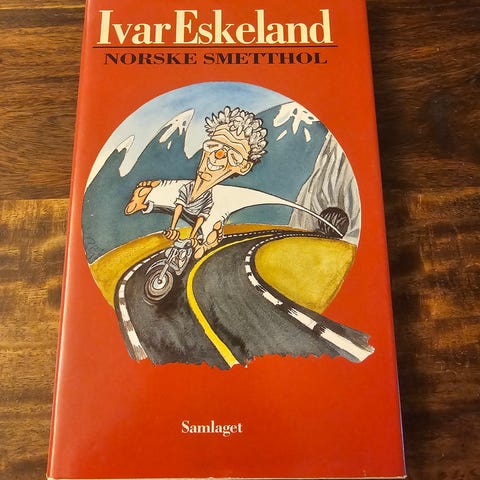 Ivar Eskeland
NORSKE SMETTHOL
Samlaget